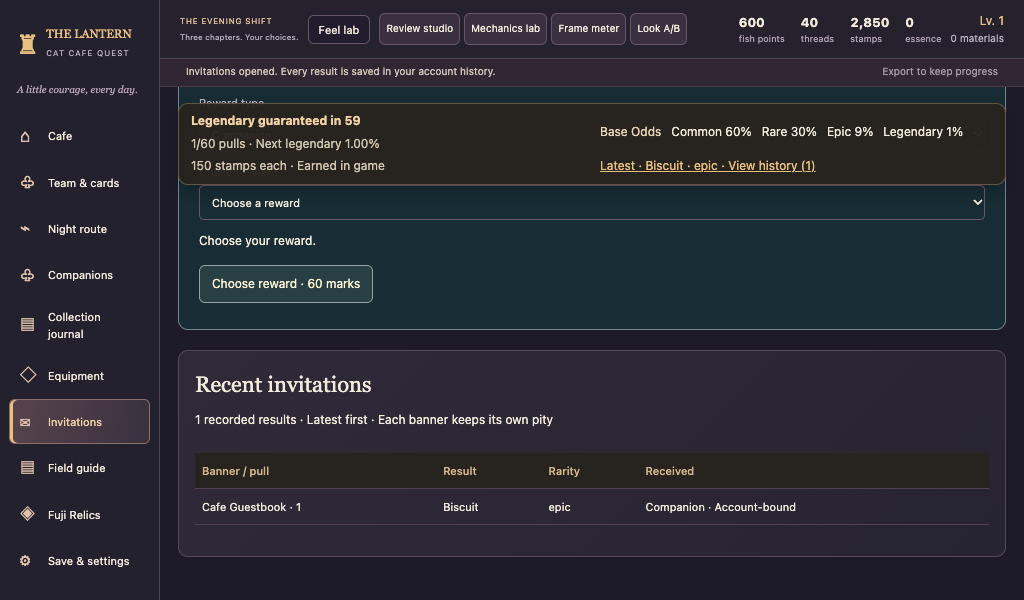 THE LANTERN
CAT CAFE QUEST
A little courage, every day.
Cafe
Team & cards
Night route
Companions
Collection
journal
Equipment
Invitations
Field guide
Fuji Relics
Save & settings
THE EVENING SHIFT
Three chapters. Your choices.
Feel lab
Review studio
Mechanics lab
Frame meter
Look A/B
600
fish points
40
threads
2,850
stamps
0
essence
Lv. 1
0 materials
Invitations opened. Every result is saved in your account history.
Export to keep progress
Reward type
Legendary guaranteed in 59
1/60 pulls · Next legendary 1.00%
150 stamps each · Earned in game
Base Odds Common 60% Rare 30% Epic 9% Legendary 1%
Latest · Biscuit · epic · View history (1)
Choose a reward
Choose your reward.
Choose reward · 60 marks
Recent invitations
1 recorded results · Latest first · Each banner keeps its own pity
Banner / pull Result Rarity Received
Cafe Guestbook · 1 Biscuit epic Companion · Account-bound